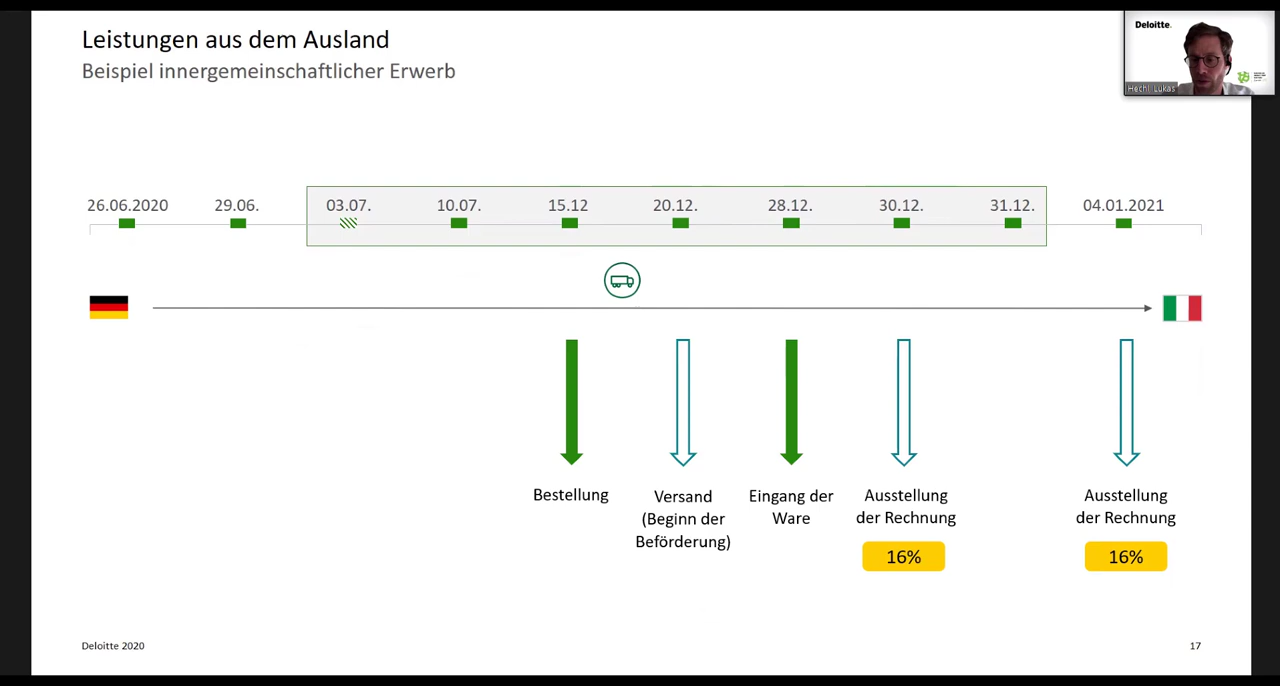 Leistungen aus dem Ausland
Beispiel innergemeinschaftlicher Erwerb
Deloitte.
Hechl Lukas
26.06.2020 29.06. 03.07. 10.07. 15.12 20.12. 28.12. 30.12. 31.12. 04.01.2021
Bestellung
Versand
(Beginn der
Beförderung)
Eingang der
Ware
Ausstellung
der Rechnung
16%
Ausstellung
der Rechnung
16%
Deloitte 2020
17